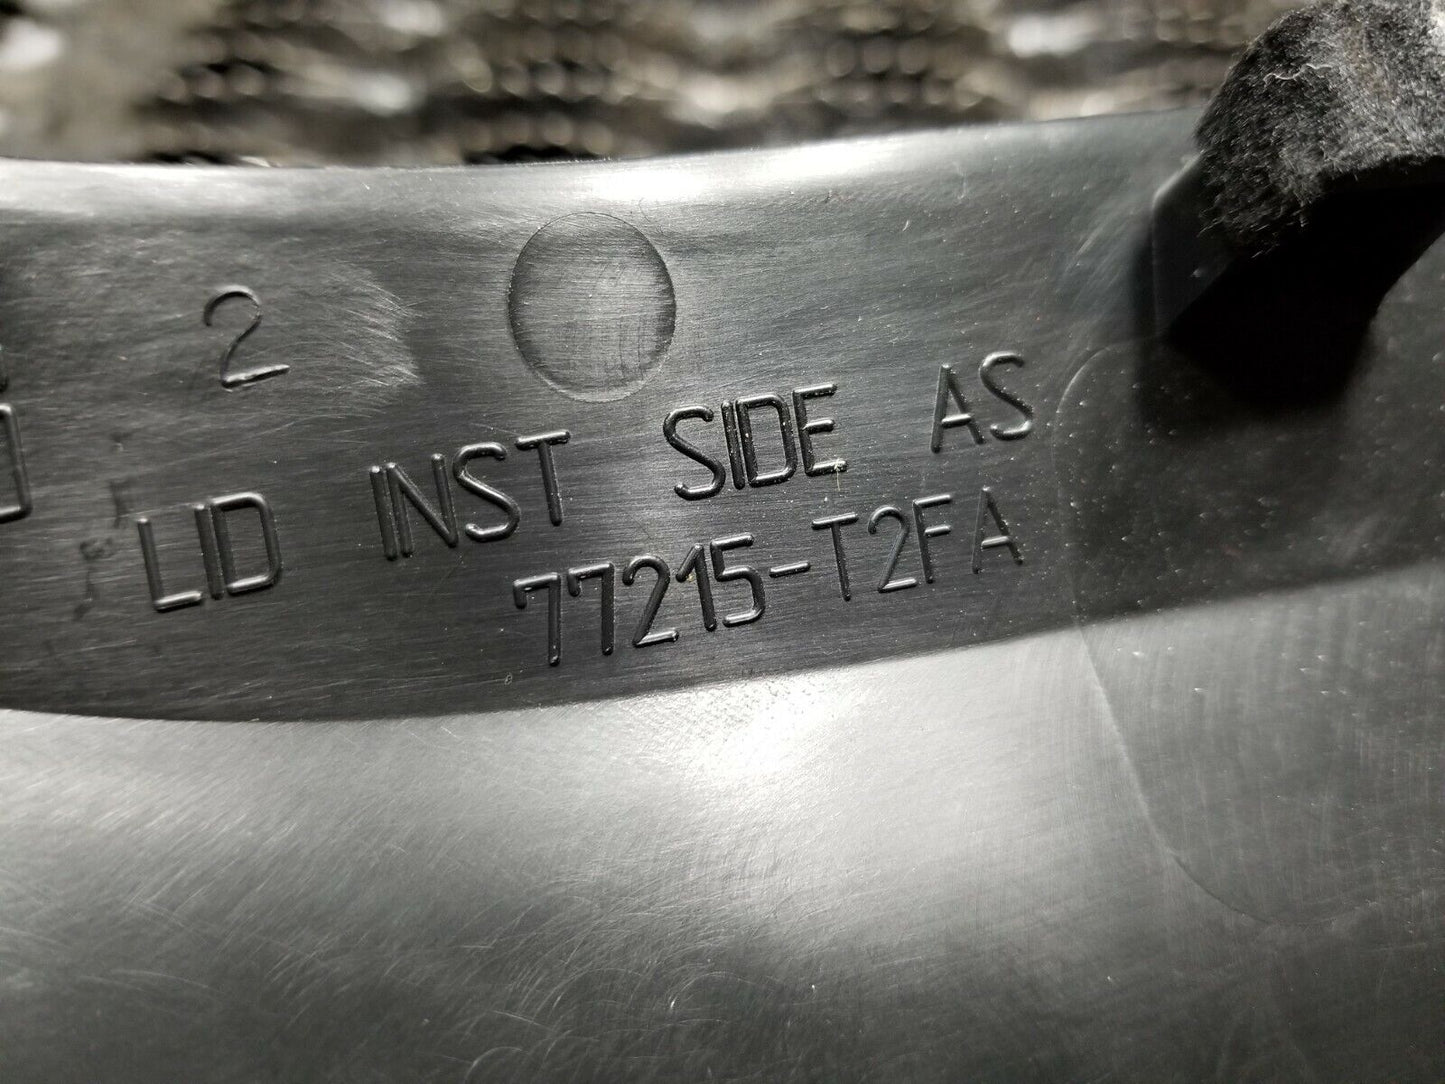 2
LID INST SIDE AS
77215-T2FA